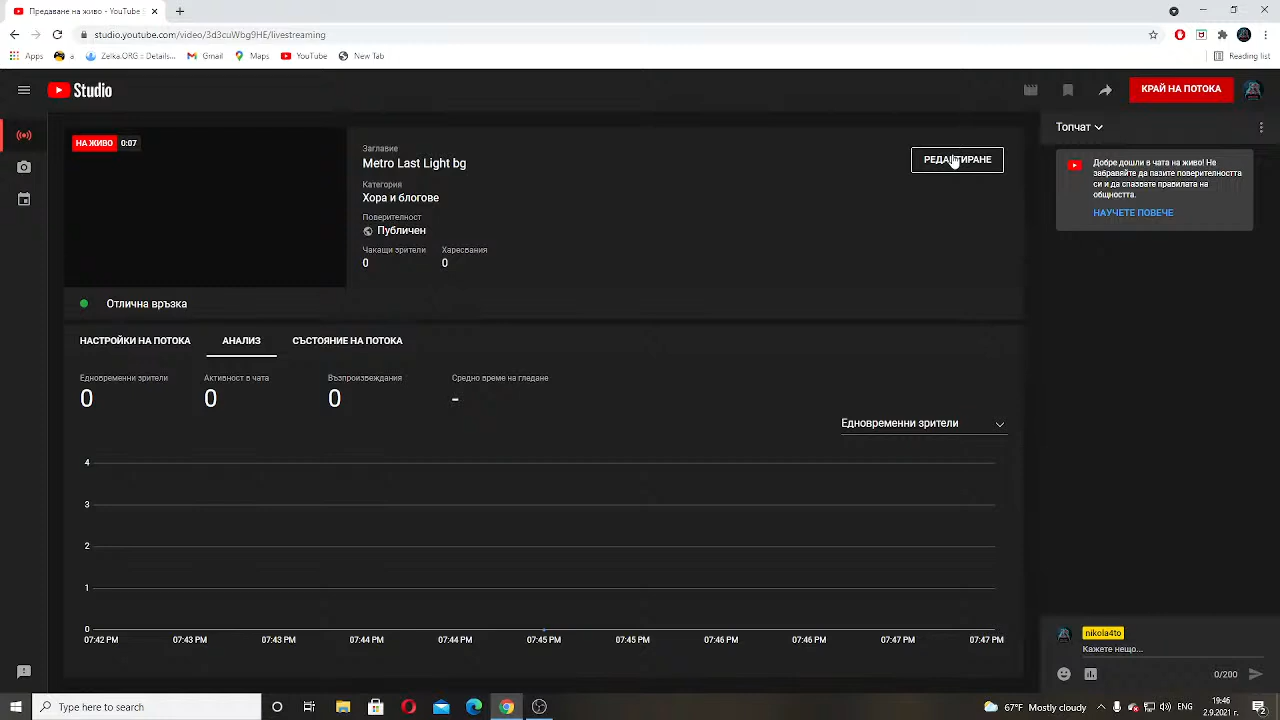 Предаване на живо - YouTube S
studio.youtube.com/video/3d3cuWbg9HE/livestreaming
Apps
a
Zelka.ORG :: Details...
Gmail
Maps
YouTube
New Tab
Reading list
Studio
КРАЙ НА ПОТОКА
НА ЖИВО 0:07
Заглавие
Metro Last Light bg
Категория
Хора и блогове
Поверителност
Публичен
Чакащи зрители Харесвания
0 0
РЕДАКТИРАНЕ
Топчат
Добре дошли в чата на живо! Не
забравяйте да пазите поверителността
си и да спазвате правилата на
общността.
НАУЧЕТЕ ПОВЕЧЕ
Отлична връзка
НАСТРОЙКИ НА ПОТОКА АНАЛИЗ СЪСТОЯНИЕ НА ПОТОКА
Едновременни зрители Активност в чата Възпроизвеждания Средно време на гледане
0 0 0 -
Едновременни зрители
4
3
2
1
0
07:42 PM 07:43 PM 07:43 PM 07:44 PM 07:44 PM 07:45 PM 07:45 PM 07:46 PM 07:46 PM 07:47 PM 07:47 PM
nikola4to
Кажете нещо...
0/200
Type here to search
67°F Mostly cloudy
19:46
2.9.2021 г.